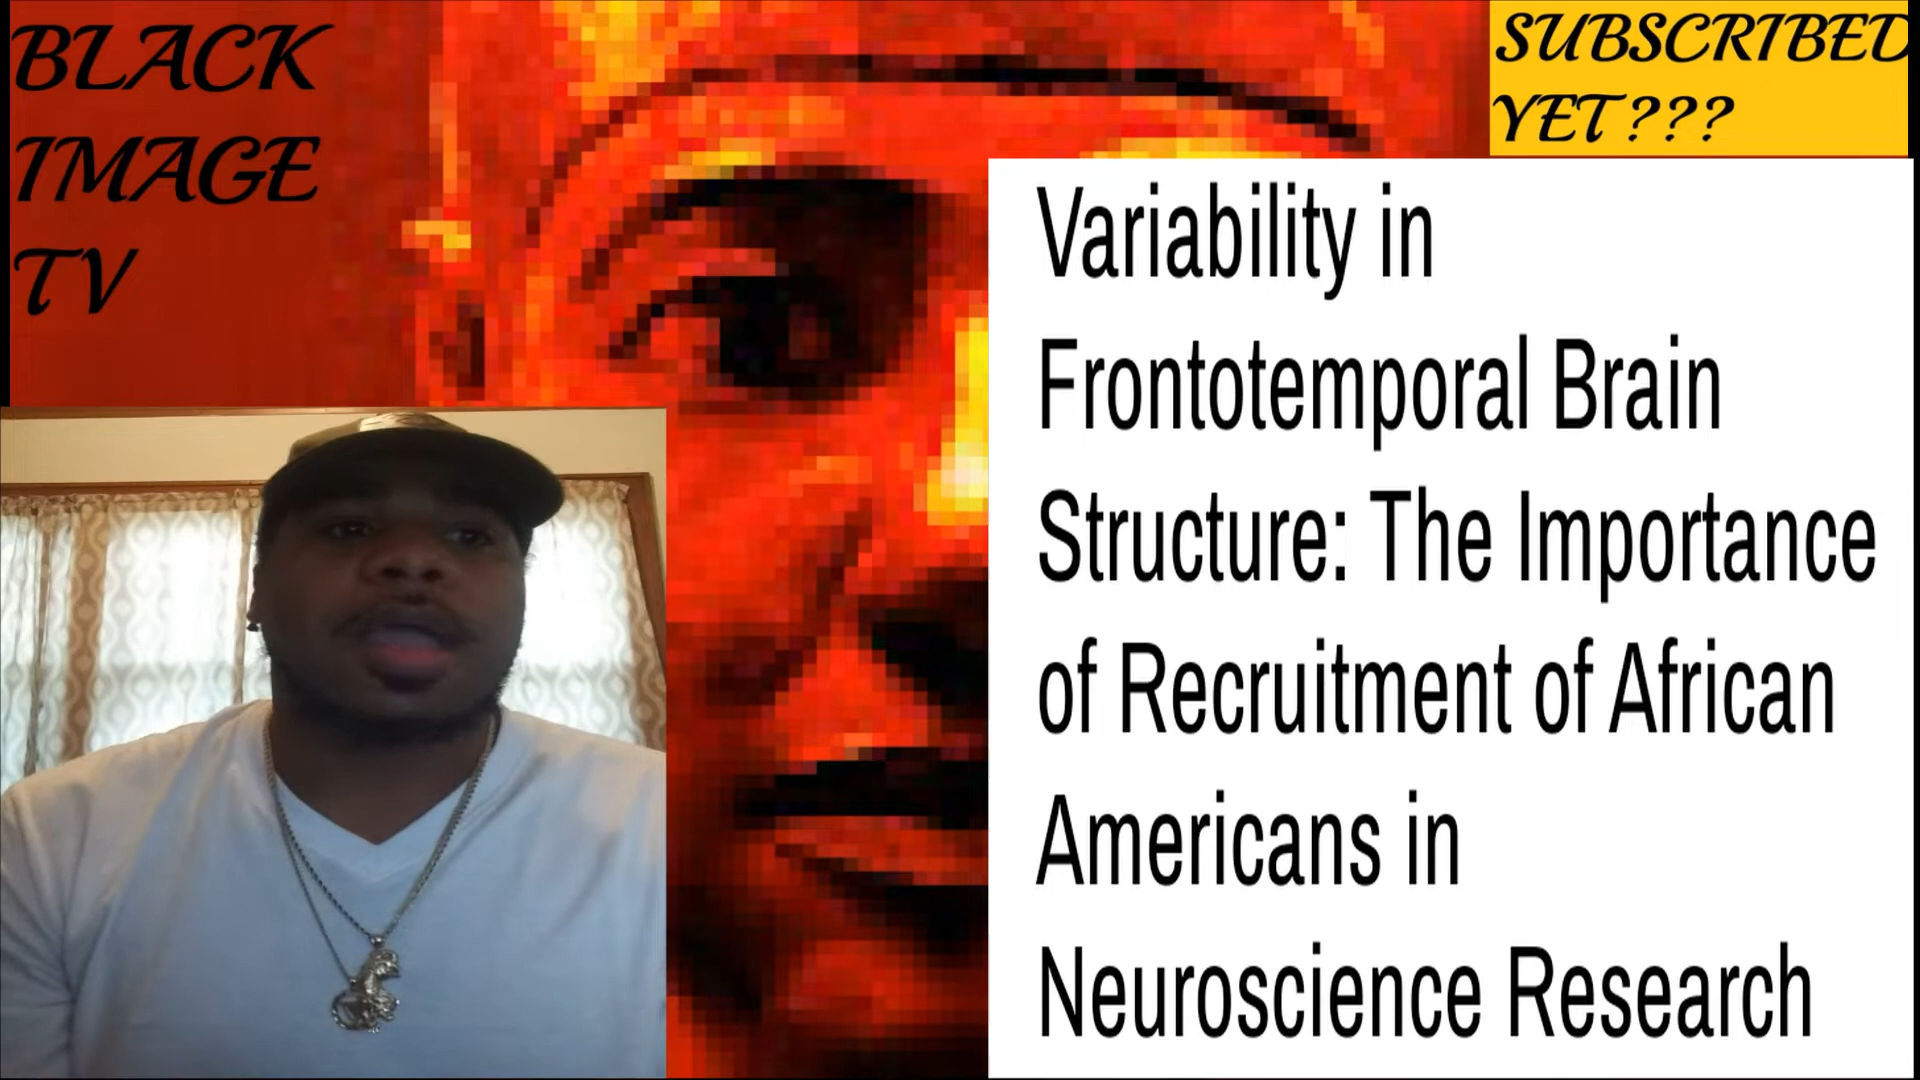 BLACK
IMAGE
TV
SUBSCRIBED
YET???
Variability in
Frontotemporal Brain
Structure: The Importance
of Recruitment of African
Americans in
Neuroscience Research